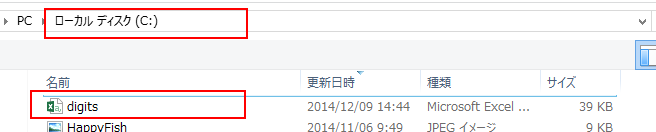 PC ローカル ディスク (C:)
名前 更新日時 種類 サイズ
digits 2014/12/09 14:44 Microsoft Excel ... 39 KB
HappyFish 2014/11/06 9:49 JPEG イメージ 9 KB